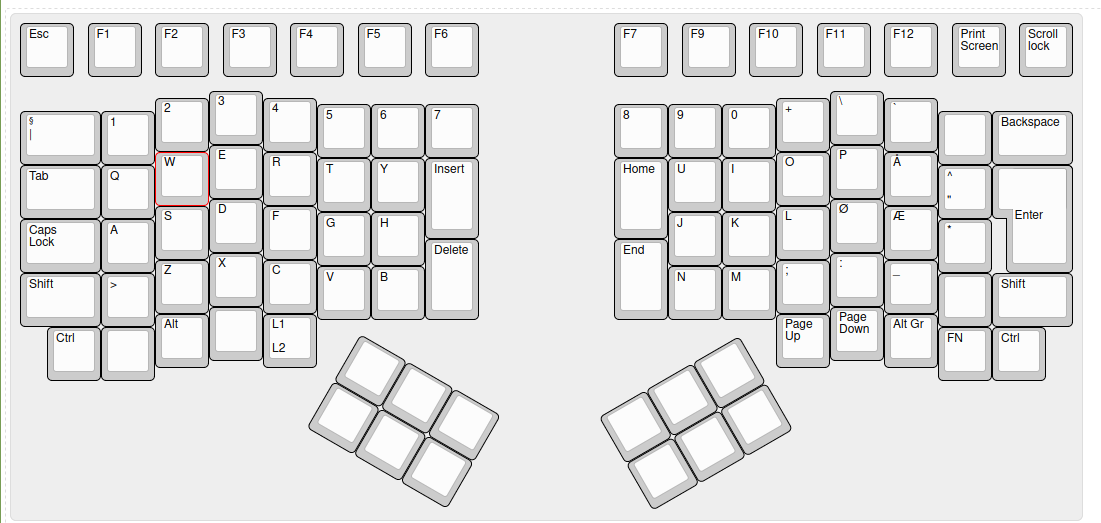 Esc F1 F2 F3 F4 F5 F6 F7 F9 F10 F11 F12 Print Screen Scroll lock
§ | 1 2 3 4 5 6 7 8 9 0 + \ ` Backspace
Tab Q W E R T Y Insert Home U I O P Å ^ " Enter
Caps Lock A S D F G H Delete End J K L Ø Æ *
Shift > Z X C V B N M ; : _ Shift
Ctrl Alt L1 L2 Page Up Page Down Alt Gr FN Ctrl